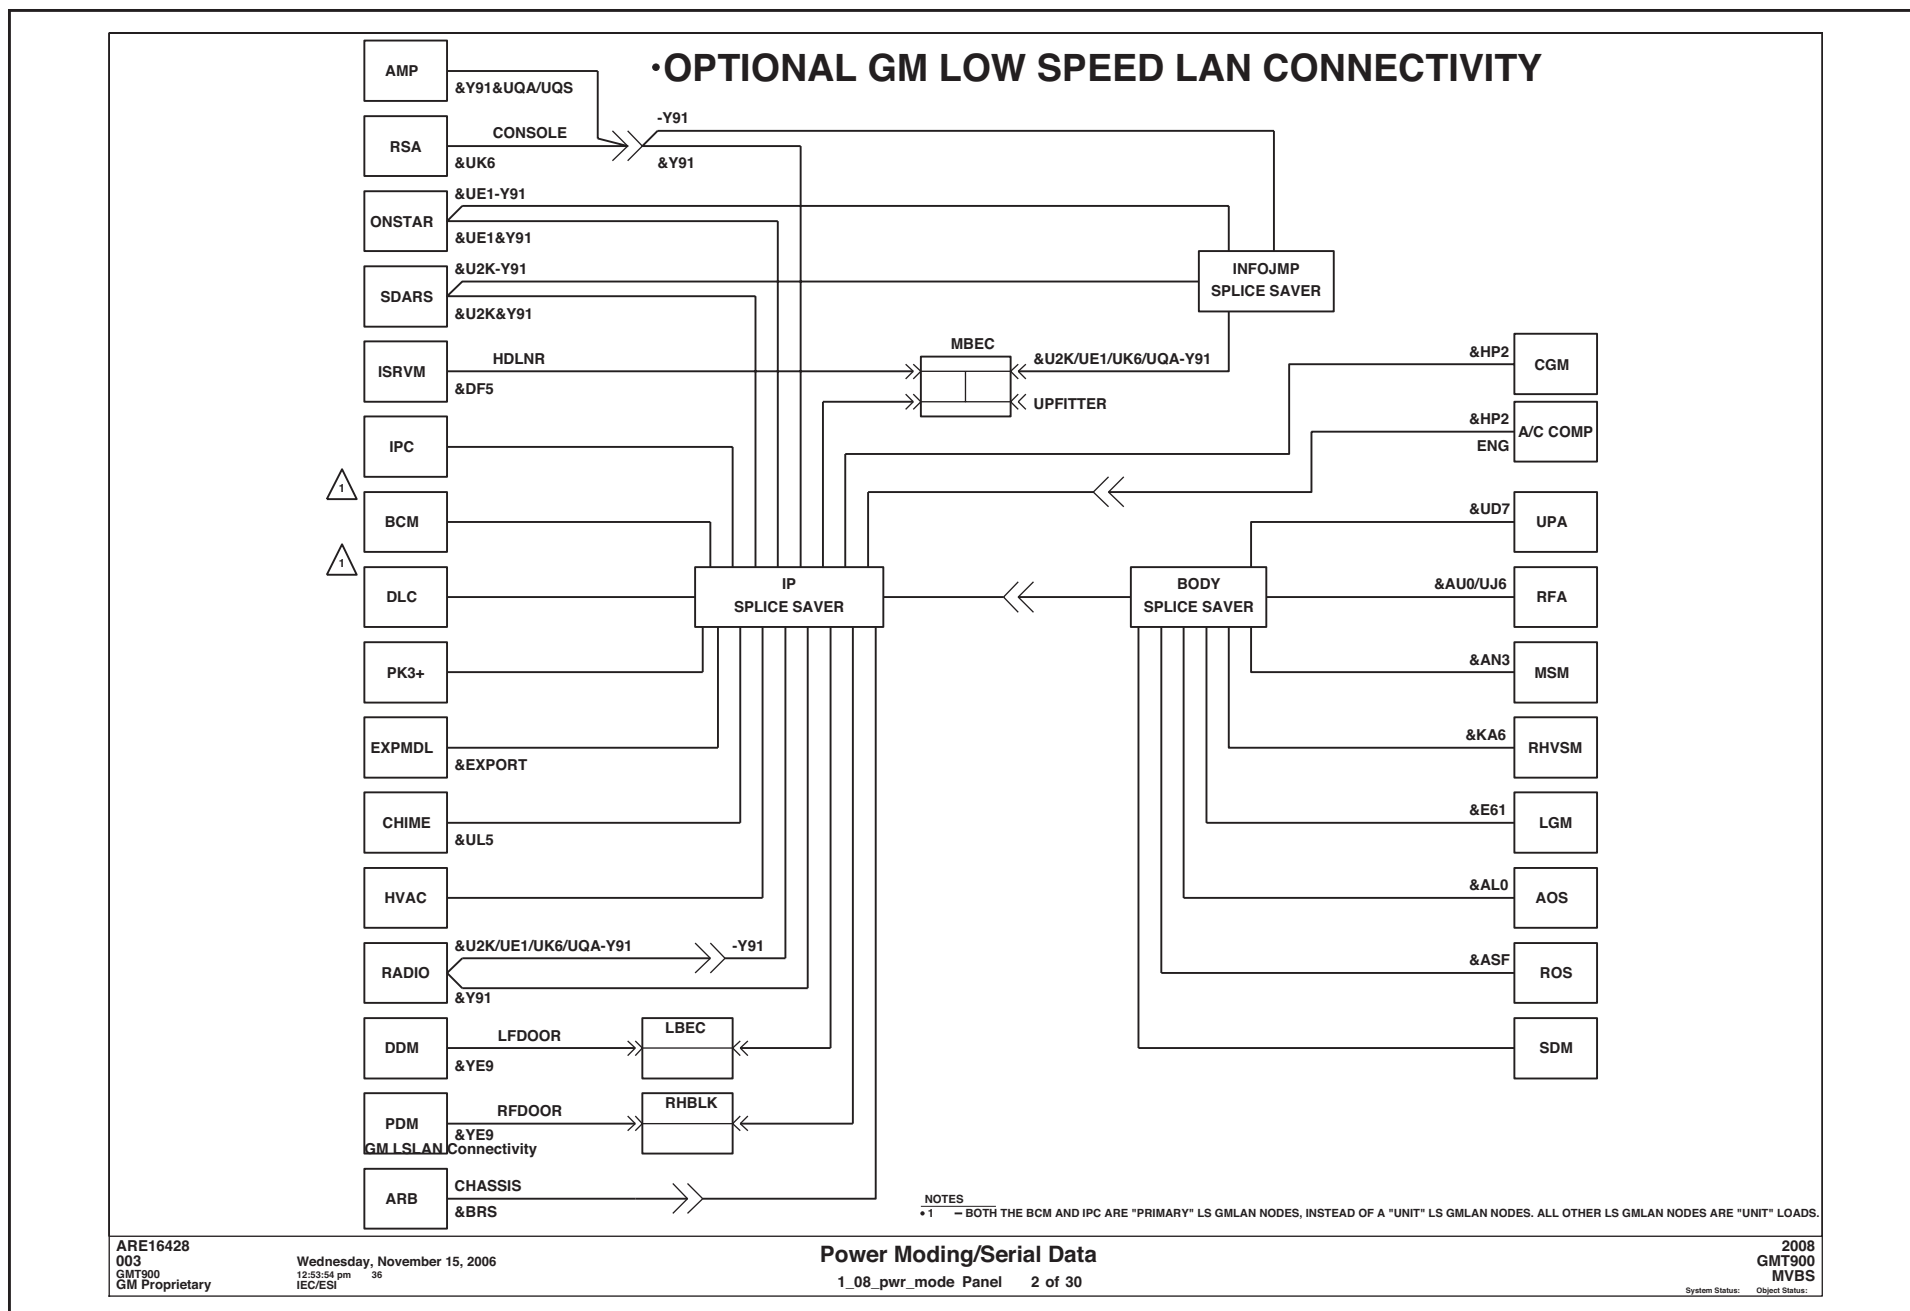 •OPTIONAL GM LOW SPEED LAN CONNECTIVITY
AMP
&Y91&UQA/UQS
-Y91
CONSOLE
RSA
&UK6
&Y91
&UE1-Y91
ONSTAR
&UE1&Y91
&U2K-Y91
SDARS
&U2K&Y91
INFOJMP
SPLICE SAVER
HDLNR
ISRVM
&DF5
MBEC
&U2K/UE1/UK6/UQA-Y91
UPFITTER
&HP2
CGM
&HP2
A/C COMP
ENG
IPC
1
BCM
&UD7
UPA
1
DLC
IP
SPLICE SAVER
BODY
SPLICE SAVER
&AU0/UJ6
RFA
PK3+
&AN3
MSM
EXPMDL
&EXPORT
&KA6
RHVSM
CHIME
&UL5
&E61
LGM
HVAC
&AL0
AOS
&U2K/UE1/UK6/UQA-Y91
-Y91
RADIO
&Y91
&ASF
ROS
LFDOOR
LBEC
DDM
&YE9
SDM
RFDOOR
RHBLK
PDM
&YE9
GM LSLAN Connectivity
CHASSIS
ARB
&BRS
NOTES
• 1 – BOTH THE BCM AND IPC ARE "PRIMARY" LS GMLAN NODES, INSTEAD OF A "UNIT" LS GMLAN NODES. ALL OTHER LS GMLAN NODES ARE "UNIT" LOADS.
ARE16428
003
GMT900
GM Proprietary
Wednesday, November 15, 2006
12:53:54 pm 36
IEC/ESI
Power Moding/Serial Data
1_08_pwr_mode Panel 2 of 30
2008
GMT900
MVBS
System Status: Object Status: